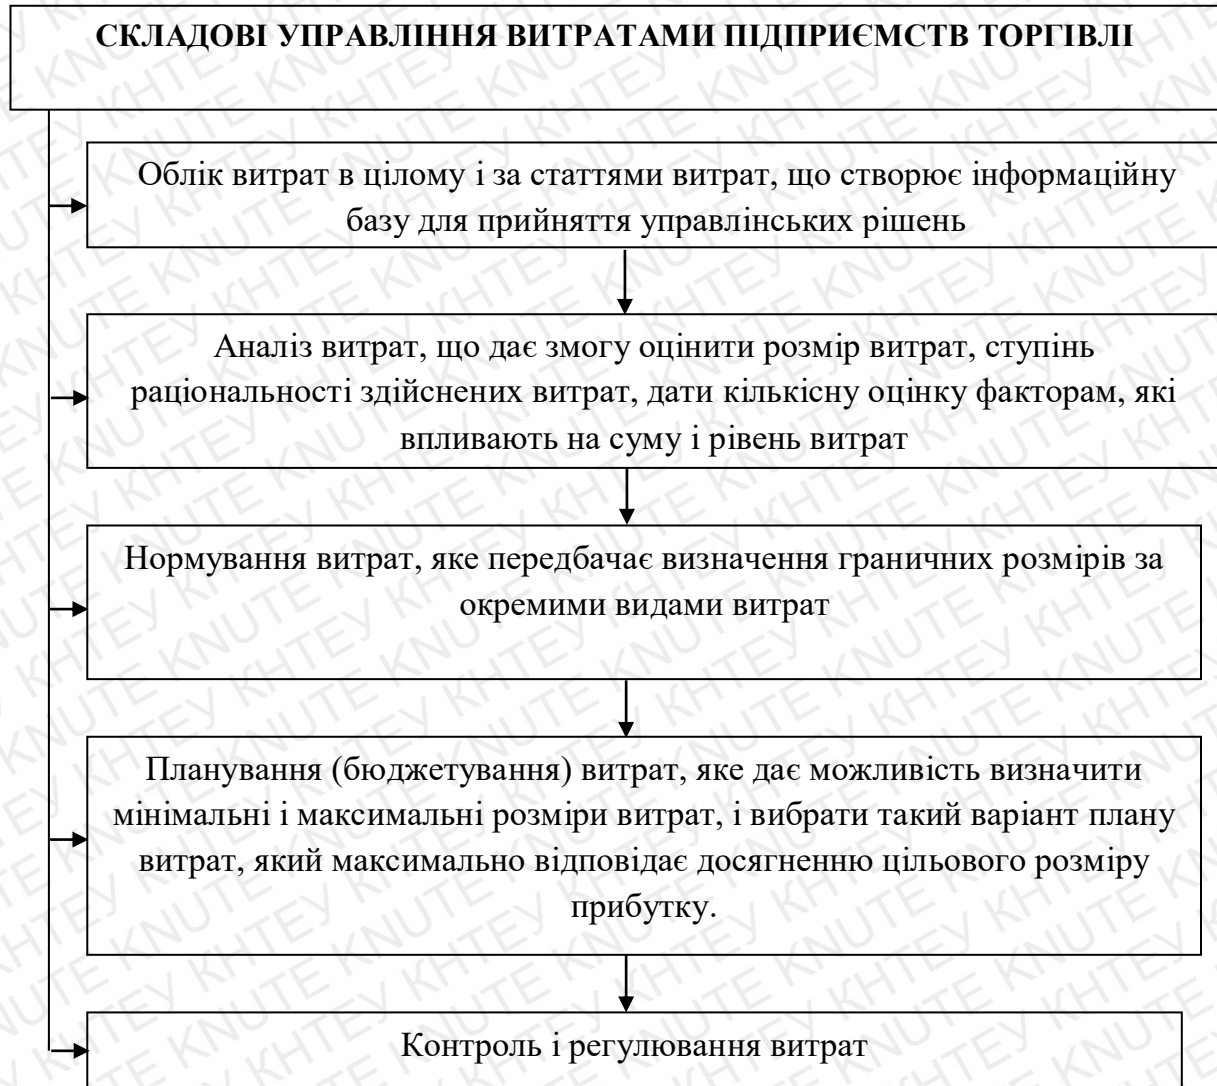 СКЛАДОВІ УПРАВЛІННЯ ВИТРАТАМИ ПІДПРИЄМСТВ ТОРГІВЛІ
Облік витрат в цілому і за статтями витрат, що створює інформаційну
базу для прийняття управлінських рішень
Аналіз витрат, що дає змогу оцінити розмір витрат, ступінь
раціональності здійснених витрат, дати кількісну оцінку факторам, які
впливають на суму і рівень витрат
Нормування витрат, яке передбачає визначення граничних розмірів за
окремими видами витрат
Планування (бюджетування) витрат, яке дає можливість визначити
мінімальні і максимальні розміри витрат, і вибрати такий варіант плану
витрат, який максимально відповідає досягненню цільового розміру
прибутку.
Контроль і регулювання витрат